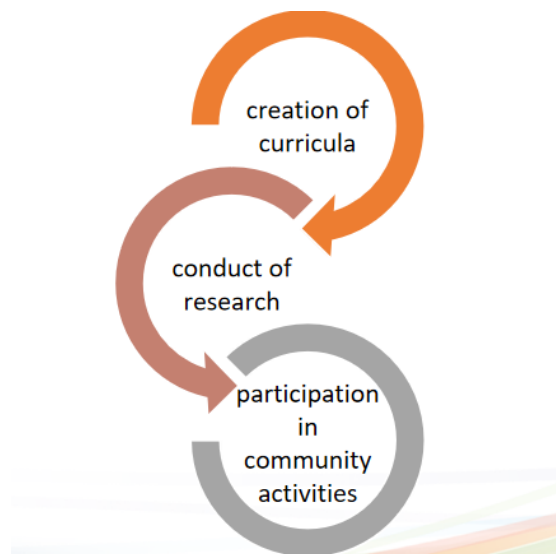 creation of
curricula
conduct of
research
participation
in
community
activities